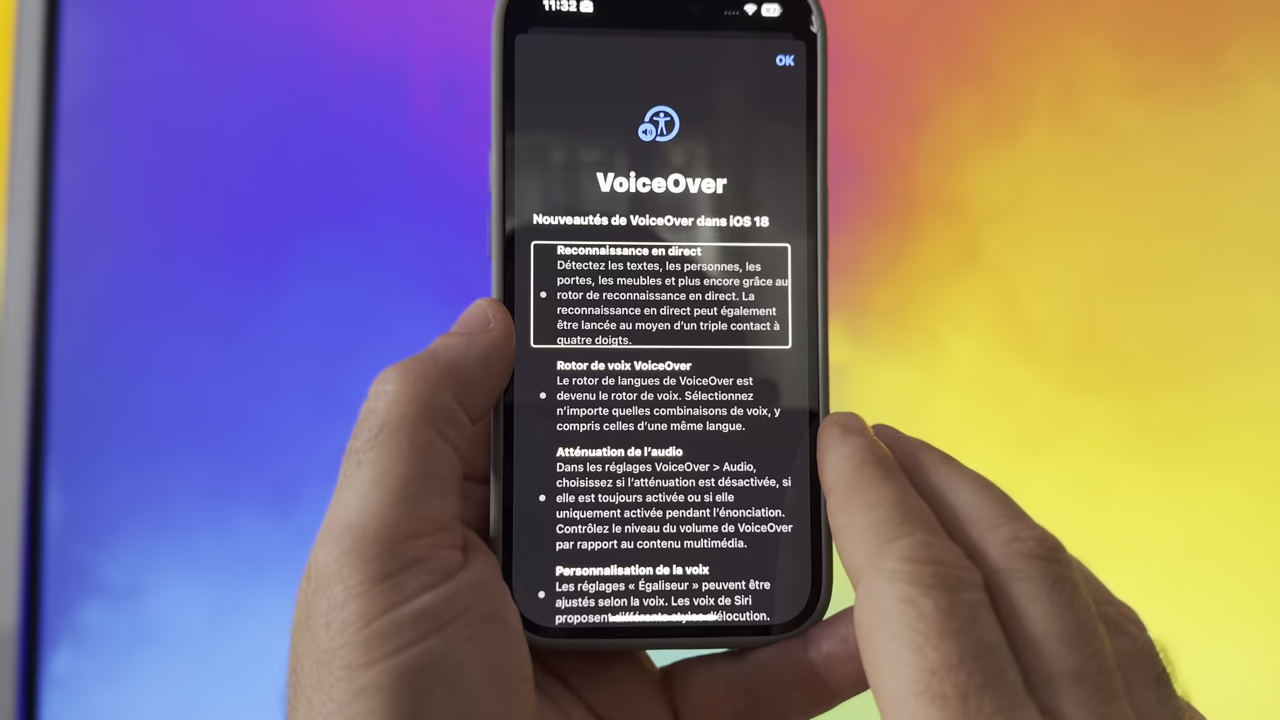 11:32
OK
VoiceOver
Nouveautés de VoiceOver dans iOS 18
Reconnaissance en direct
Détectez les textes, les personnes, les
portes, les meubles et plus encore grâce au
rotor de reconnaissance en direct. La
reconnaissance en direct peut également
être lancée au moyen d’un triple contact à
quatre doigts.
Rotor de voix VoiceOver
Le rotor de langues de VoiceOver est
devenu le rotor de voix. Sélectionnez
n’importe quelles combinaisons de voix, y
compris celles d’une même langue.
Atténuation de l’audio
Dans les réglages VoiceOver > Audio,
choisissez si l’atténuation est désactivée, si
elle est toujours activée ou si elle
uniquement activée pendant l’énonciation.
Contrôlez le niveau du volume de VoiceOver
par rapport au contenu multimédia.
Personnalisation de la voix
Les réglages « Égaliseur » peuvent être
ajustés selon la voix. Les voix de Siri
proposent différents styles d’élocution.